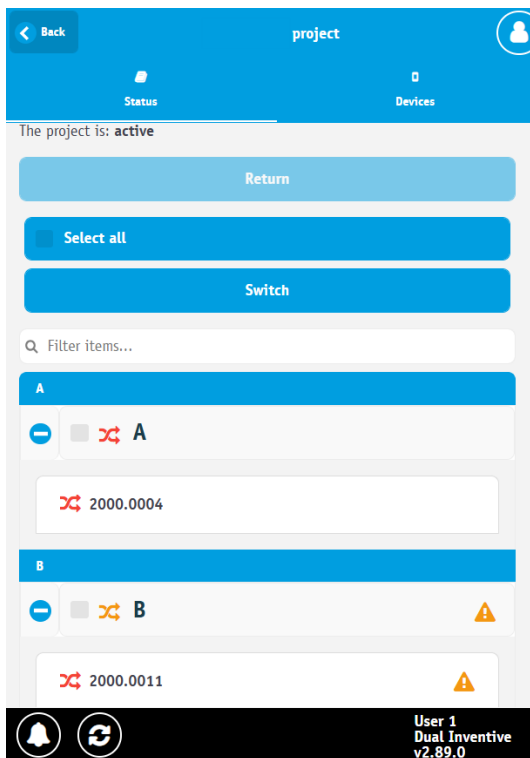 Back
project
Status
Devices
The project is: active
Return
Select all
Switch
Filter items...
A
A
2000.0004
B
B
2000.0011
User 1
Dual Inventive
v2.89.0